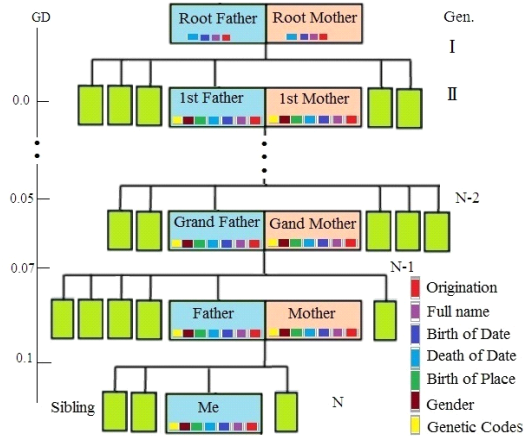 GD
Root Father
Root Mother
Gen.
I
0.0
1st Father
1st Mother
II
0.05
Grand Father
Gand Mother
N-2
0.07
N-1
Father
Mother
0.1
Sibling
Me
N
Origination
Full name
Birth of Date
Death of Date
Birth of Place
Gender
Genetic Codes